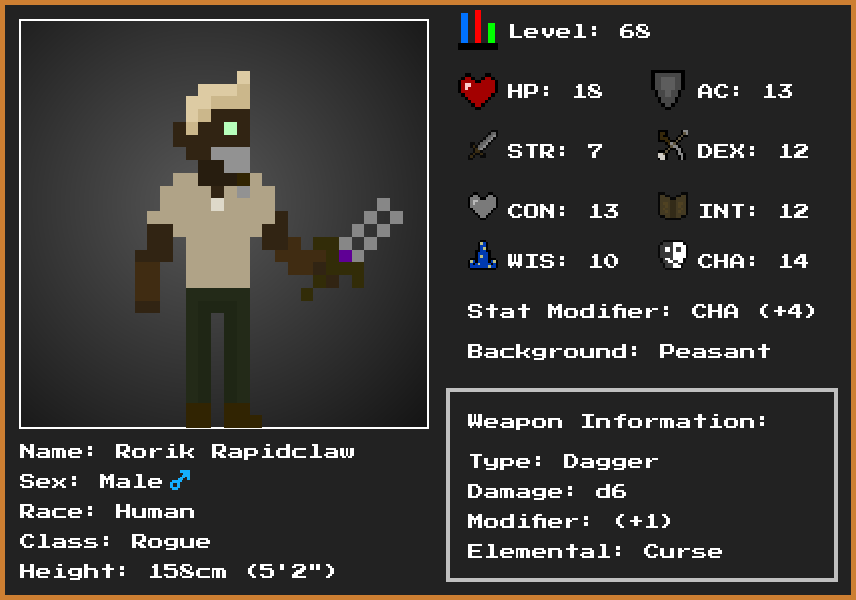 Level: 68
HP: 18 AC: 13
STR: 7 DEX: 12
CON: 13 INT: 12
WIS: 10 CHA: 14
Stat Modifier: CHA (+4)
Background: Peasant
Weapon Information:
Type: Dagger
Damage: d6
Modifier: (+1)
Elemental: Curse
Name: Rorik Rapidclaw
Sex: Male ♂
Race: Human
Class: Rogue
Height: 158cm (5'2")